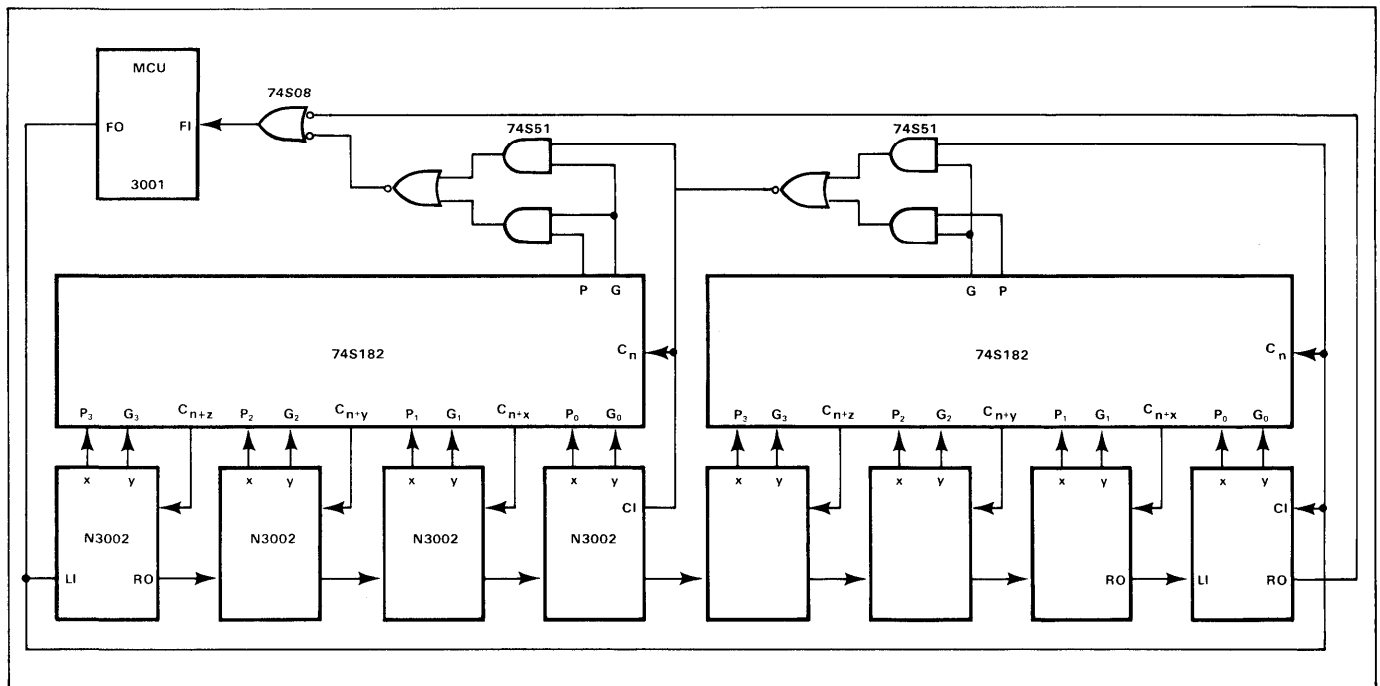 MCU
FO FI
3001
74S08
74S51
74S51
P G
74S182
Cn
G P
74S182
Cn
P3 G3 Cn+z P2 G2 Cn+y P1 G1 Cn+x P0 G0
P3 G3 Cn+z P2 G2 Cn+y P1 G1 Cn+x P0 G0
x y
N3002
LI RO
x y
N3002
x y
N3002
x y
CI
N3002
x y
x y
x y
RO
x y
CI
LI RO